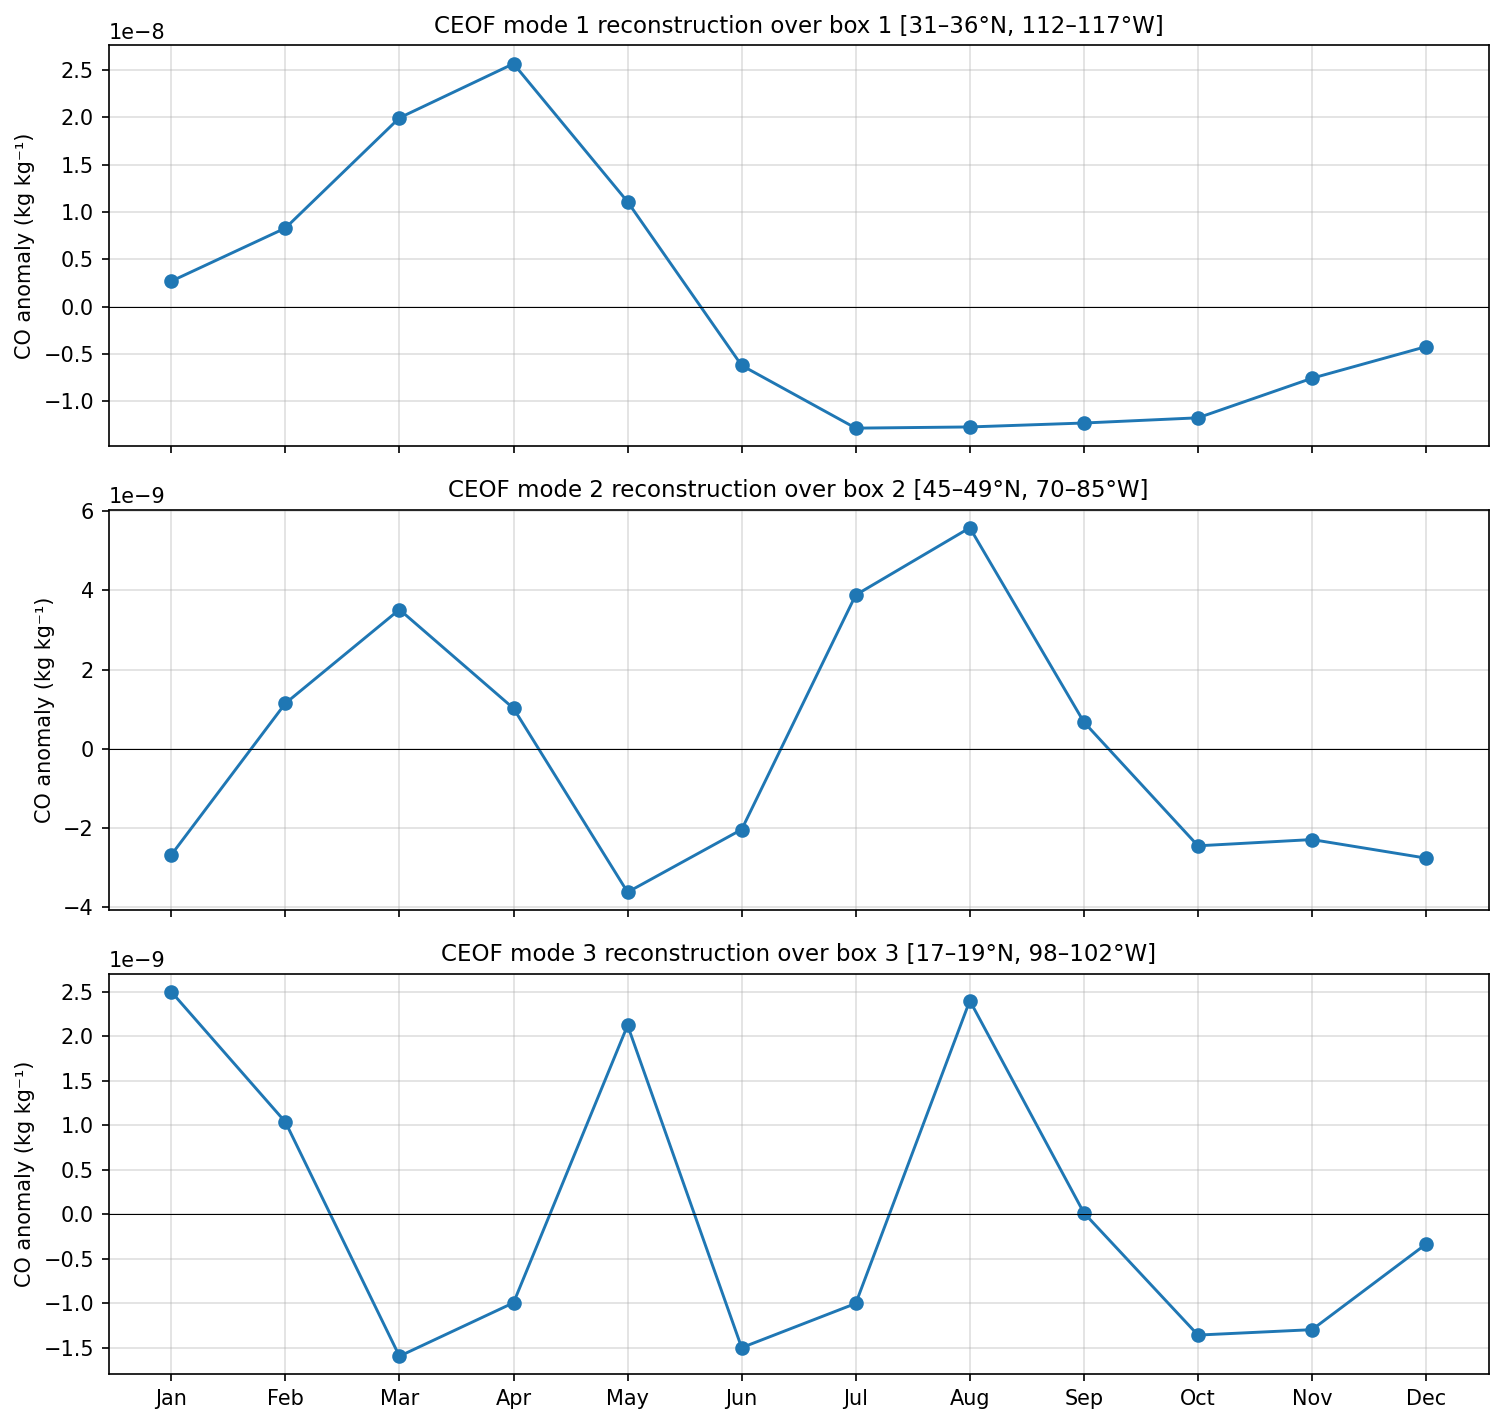 CEOF mode 1 reconstruction over box 1 [31–36°N, 112–117°W]
1e−8
CO anomaly (kg kg⁻¹)
2.5
2.0
1.5
1.0
0.5
0.0
−0.5
−1.0
CEOF mode 2 reconstruction over box 2 [45–49°N, 70–85°W]
1e−9
CO anomaly (kg kg⁻¹)
6
4
2
0
−2
−4
CEOF mode 3 reconstruction over box 3 [17–19°N, 98–102°W]
1e−9
CO anomaly (kg kg⁻¹)
2.5
2.0
1.5
1.0
0.5
0.0
−0.5
−1.0
−1.5
Jan Feb Mar Apr May Jun Jul Aug Sep Oct Nov Dec